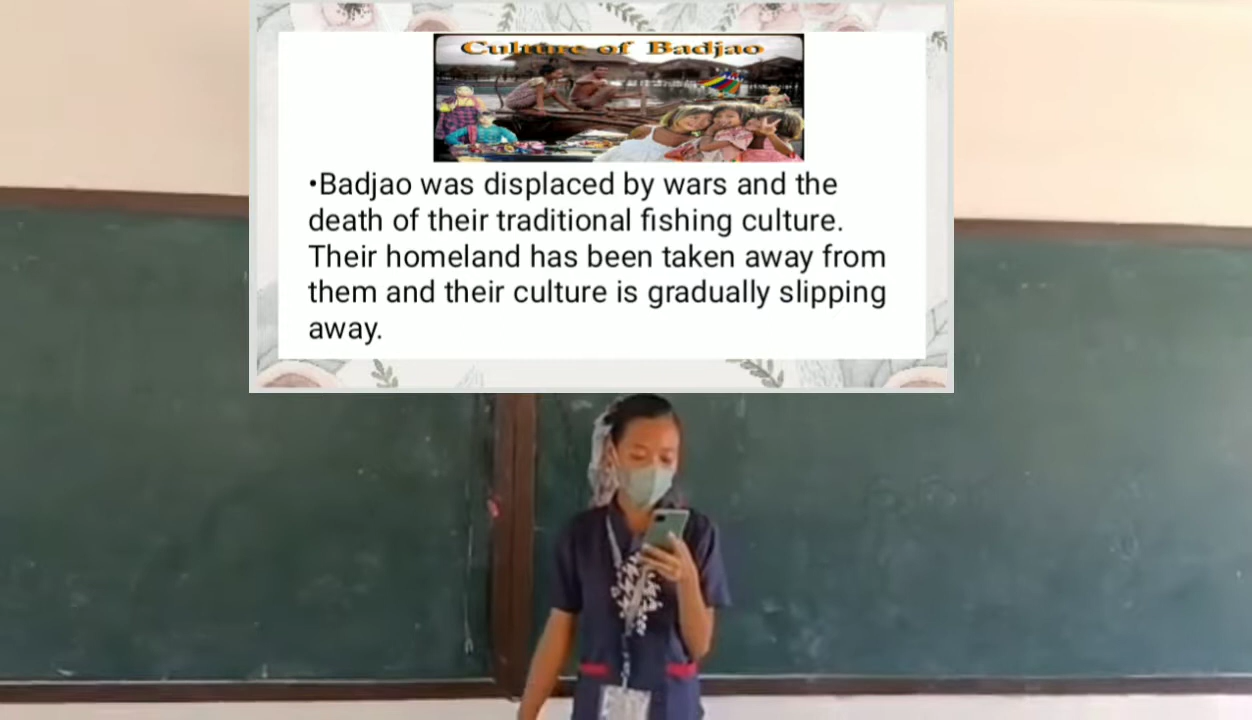 Culture of Badjao
•Badjao was displaced by wars and the
death of their traditional fishing culture.
Their homeland has been taken away from
them and their culture is gradually slipping
away.